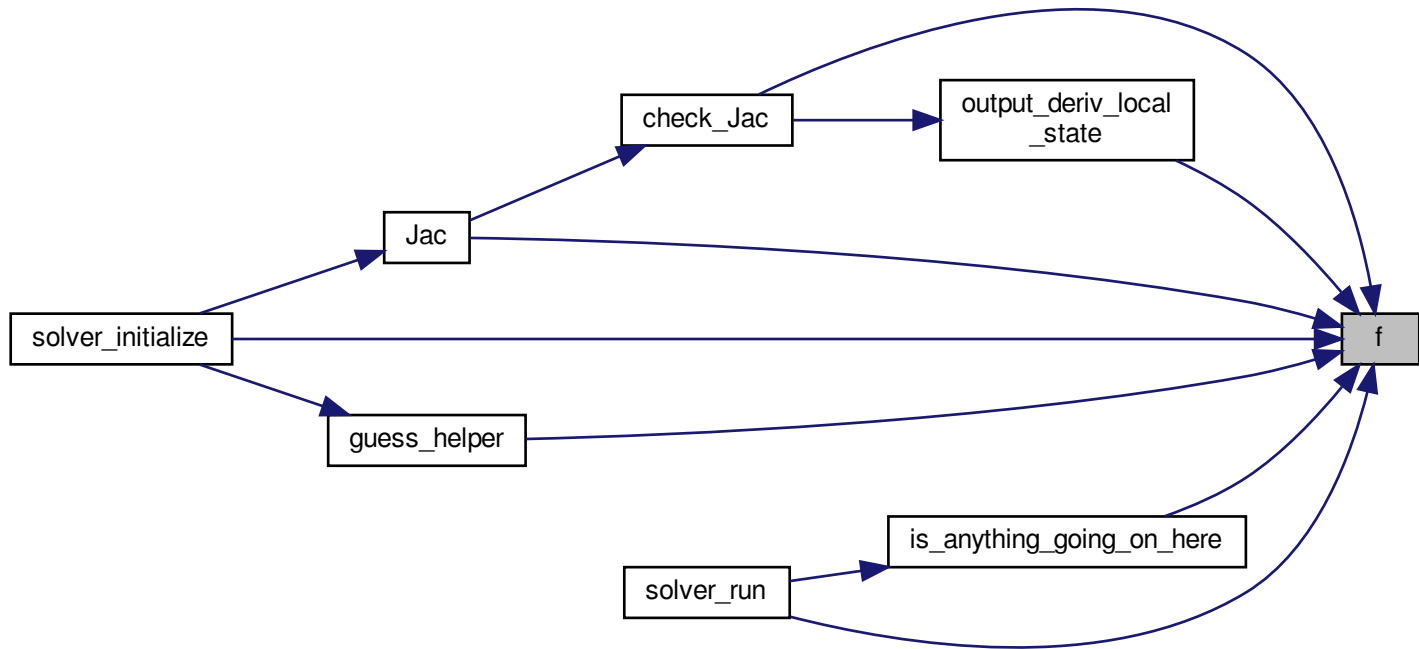 check_Jac
output_deriv_local
_state
Jac
solver_initialize
f
guess_helper
is_anything_going_on_here
solver_run